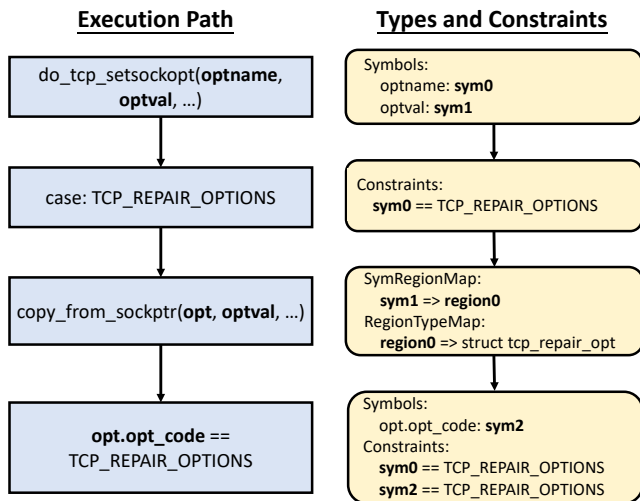 Execution Path
do_tcp_setsockopt(optname,
optval, ...)
case: TCP_REPAIR_OPTIONS
copy_from_sockptr(opt, optval, ...)
opt.opt_code ==
TCP_REPAIR_OPTIONS
Types and Constraints
Symbols:
optname: sym0
optval: sym1
Constraints:
sym0 == TCP_REPAIR_OPTIONS
SymRegionMap:
sym1 => region0
RegionTypeMap:
region0 => struct tcp_repair_opt
Symbols:
opt.opt_code: sym2
Constraints:
sym0 == TCP_REPAIR_OPTIONS
sym2 == TCP_REPAIR_OPTIONS